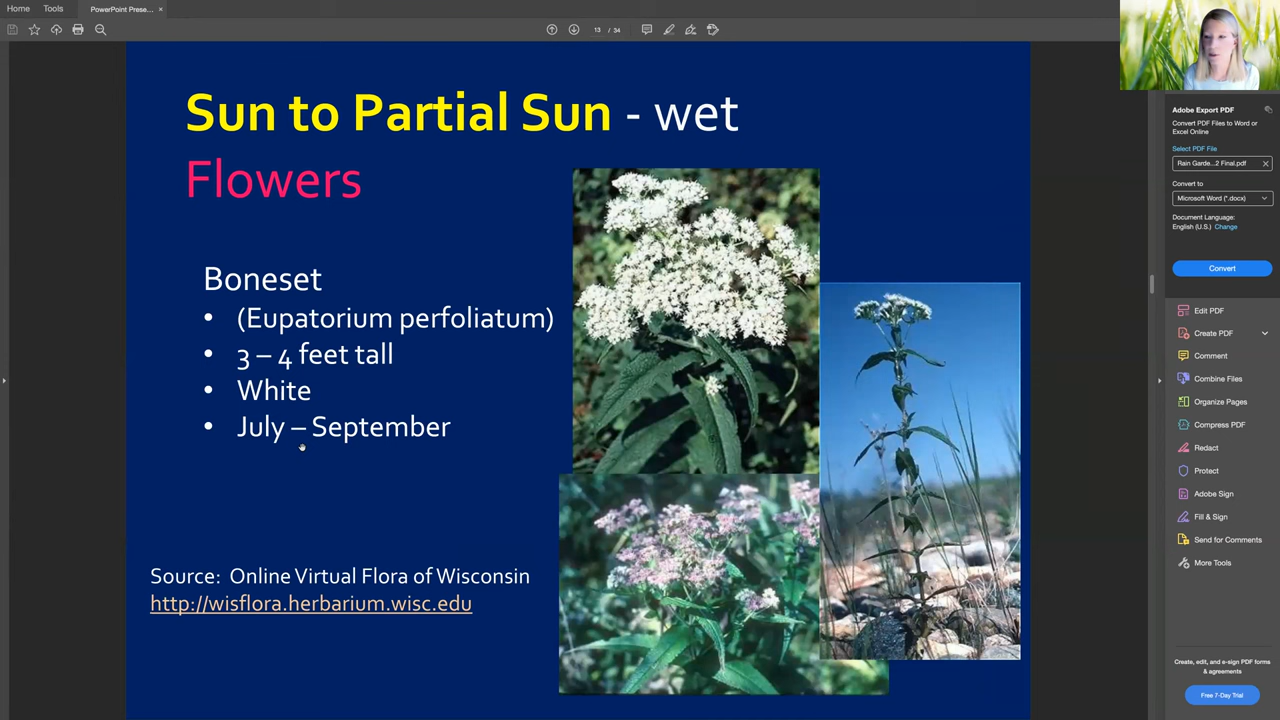 Home
Tools
PowerPoint Prese... ×
13 / 34
Sun to Partial Sun - wet
Flowers
Boneset
• (Eupatorium perfoliatum)
• 3 – 4 feet tall
• White
• July – September
Source: Online Virtual Flora of Wisconsin
http://wisflora.herbarium.wisc.edu
Adobe Export PDF
Convert PDF Files to Word or
Excel Online
Select PDF File
Rain Garde...2 Final.pdf
Convert to
Microsoft Word (*.docx)
Document Language:
English (U.S.) Change
Convert
Edit PDF
Create PDF
Comment
Combine Files
Organize Pages
Compress PDF
Redact
Protect
Adobe Sign
Fill & Sign
Send for Comments
More Tools
Create, edit, and e-sign PDF forms
& agreements
Free 7-Day Trial